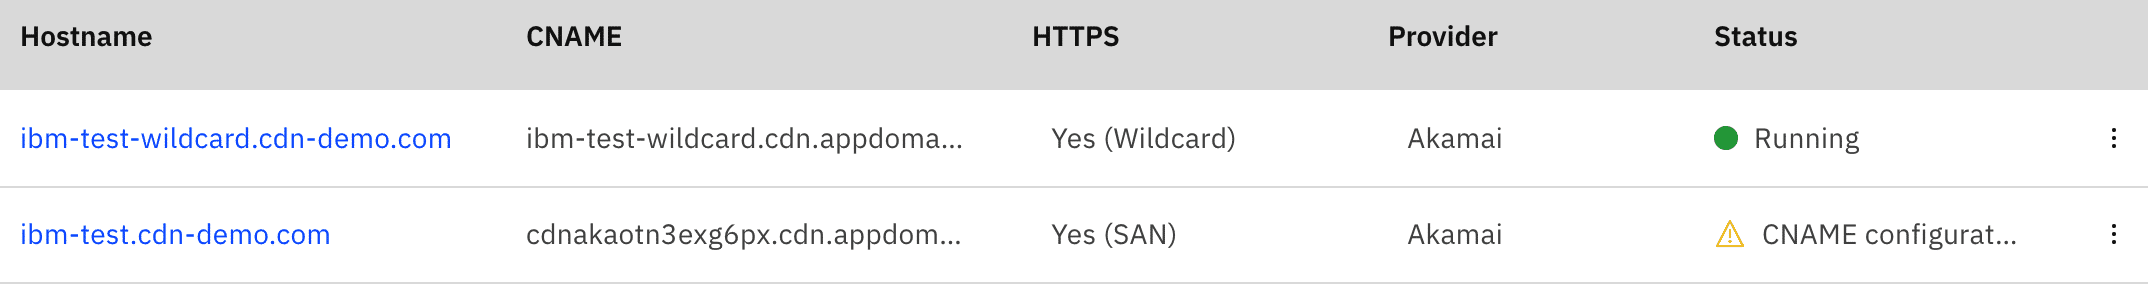 Hostname CNAME HTTPS Provider Status
ibm-test-wildcard.cdn-demo.com ibm-test-wildcard.cdn.appdoma... Yes (Wildcard) Akamai Running
ibm-test.cdn-demo.com cdnakaotn3exg6px.cdn.appdom... Yes (SAN) Akamai CNAME configurat...